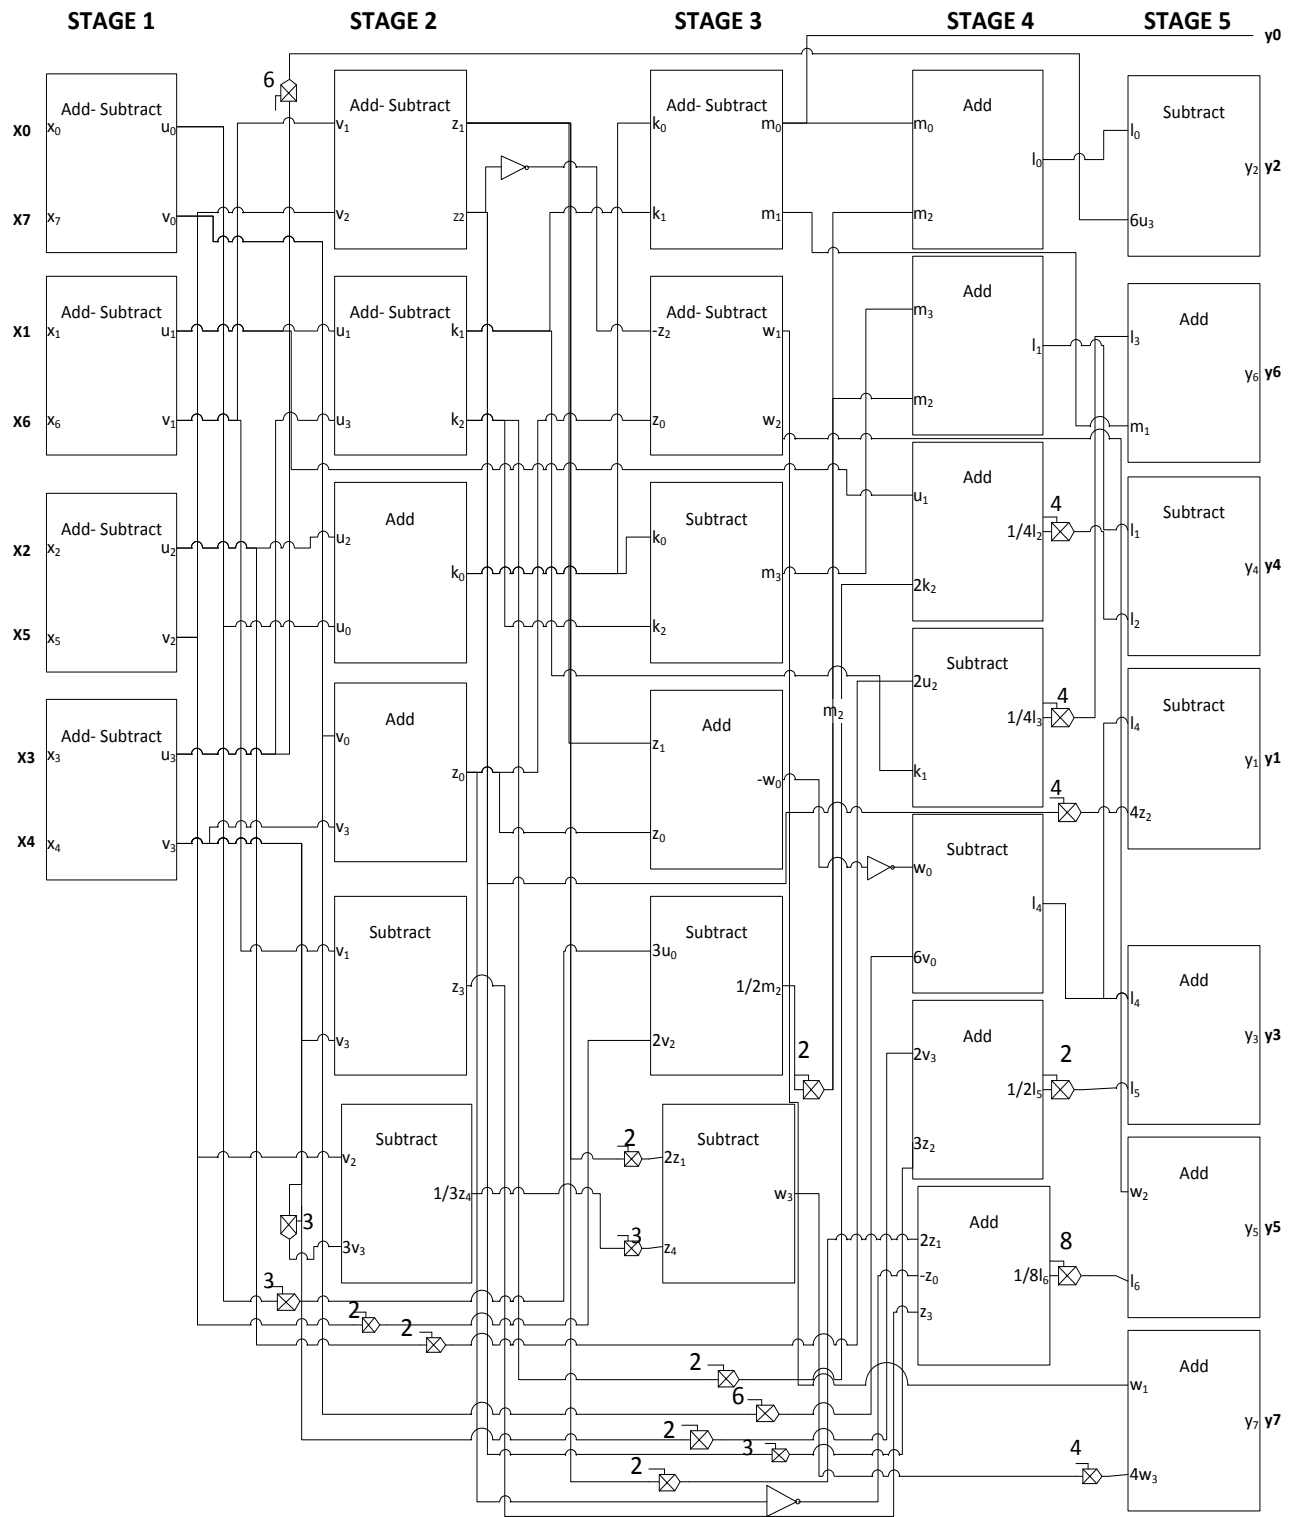 STAGE 1
STAGE 2
STAGE 3
STAGE 4
STAGE 5
y0
6
X0
X7
Add- Subtract
x0
u0
x7
v0
X1
X6
Add- Subtract
x1
u1
x6
v1
X2
X5
Add- Subtract
x2
u2
x5
v2
X3
X4
Add- Subtract
x3
u3
x4
v3
Add- Subtract
v1
z1
v2
z2
Add- Subtract
u1
k1
u3
k2
Add
u2
k0
u0
Add
v0
z0
v3
Subtract
v1
z3
v3
Subtract
v2
1/3z4
3v3
3
3
2
2
Add- Subtract
k0
m0
k1
m1
Add- Subtract
-z2
w1
z0
w2
Subtract
k0
m3
k2
Add
z1
-w0
z0
Subtract
3u0
1/2m2
2v2
2
Subtract
2
2z1
w3
3
z4
2
6
2
3
2
m2
Add
m0
l0
m2
Add
m3
l1
m2
Add
u1
1/4l2
4
2k2
Subtract
2u2
1/4l3
4
k1
4
Subtract
w0
l4
6v0
Add
2v3
1/2l5
2
3z2
Add
2z1
-z0
1/8l6
8
z3
4
Subtract
l0
y2 y2
6u3
Add
l3
y6 y6
m1
Subtract
l1
y4 y4
l2
Subtract
l4
y1 y1
4z2
Add
l4
y3 y3
l5
Add
w2
y5 y5
l6
Add
w1
y7 y7
4w3